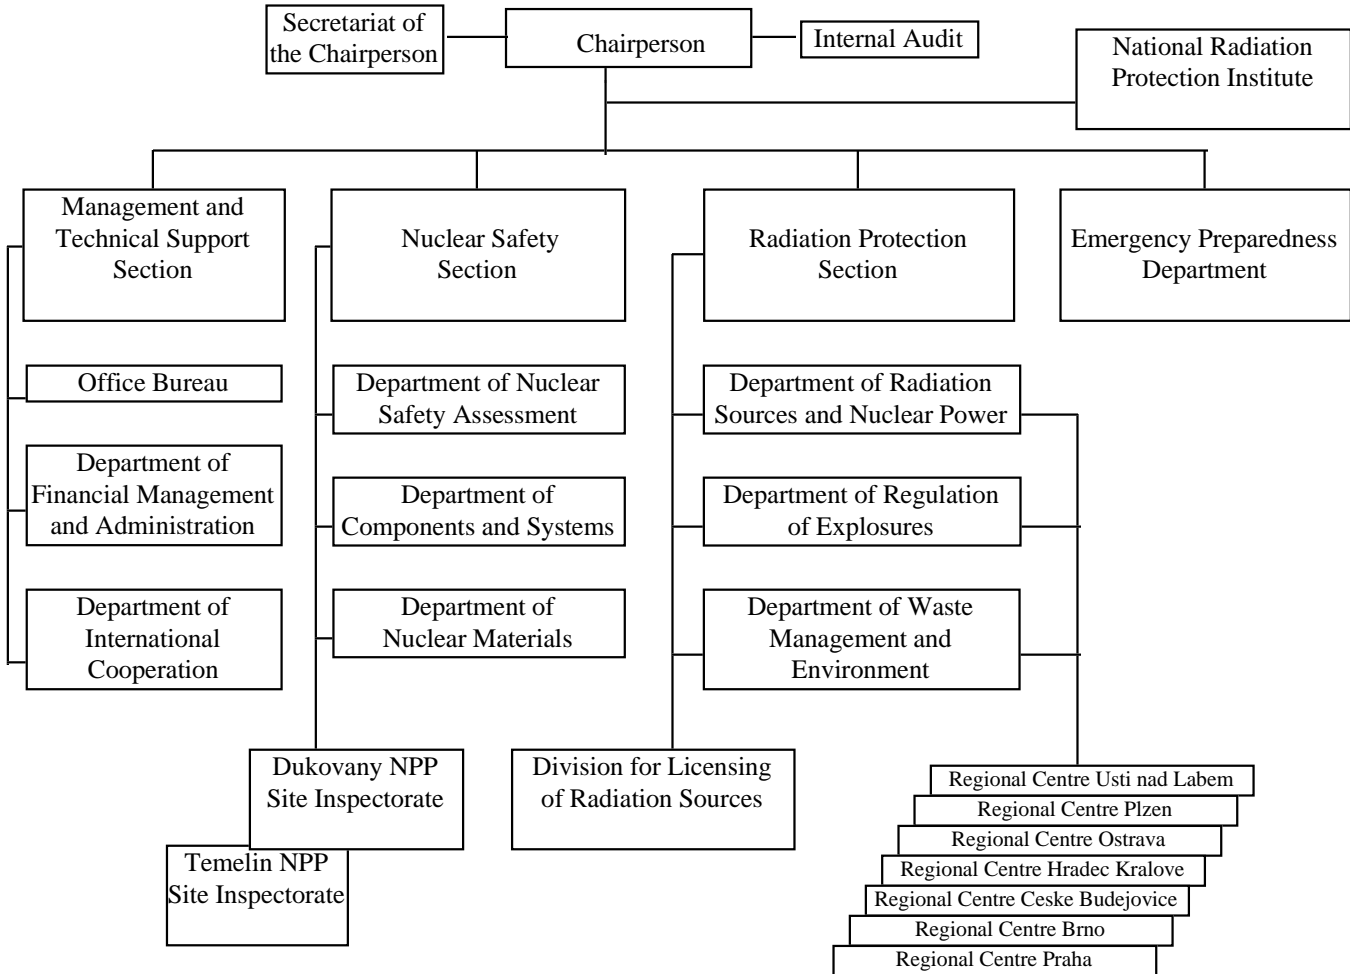 Secretariat of
the Chairperson
Chairperson
Internal Audit
National Radiation
Protection Institute
Management and
Technical Support
Section
Nuclear Safety
Section
Radiation Protection
Section
Emergency Preparedness
Department
Office Bureau
Department of Nuclear
Safety Assessment
Department of Radiation
Sources and Nuclear Power
Department of
Financial Management
and Administration
Department of
Components and Systems
Department of Regulation
of Explosures
Department of
International
Cooperation
Department of
Nuclear Materials
Department of Waste
Management and
Environment
Dukovany NPP
Site Inspectorate
Division for Licensing
of Radiation Sources
Temelin NPP
Site Inspectorate
Regional Centre Usti nad Labem
Regional Centre Plzen
Regional Centre Ostrava
Regional Centre Hradec Kralove
Regional Centre Ceske Budejovice
Regional Centre Brno
Regional Centre Praha